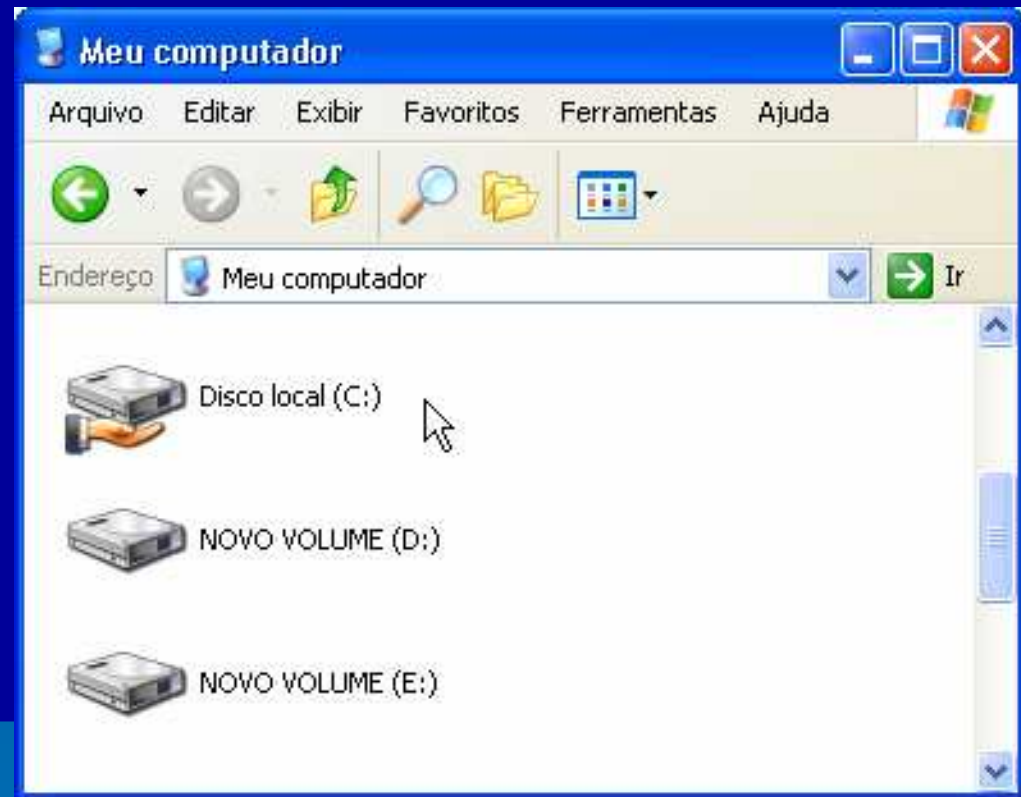 Meu computador
Arquivo Editar Exibir Favoritos Ferramentas Ajuda
Endereço Meu computador Ir
Disco local (C:)
NOVO VOLUME (D:)
NOVO VOLUME (E:)